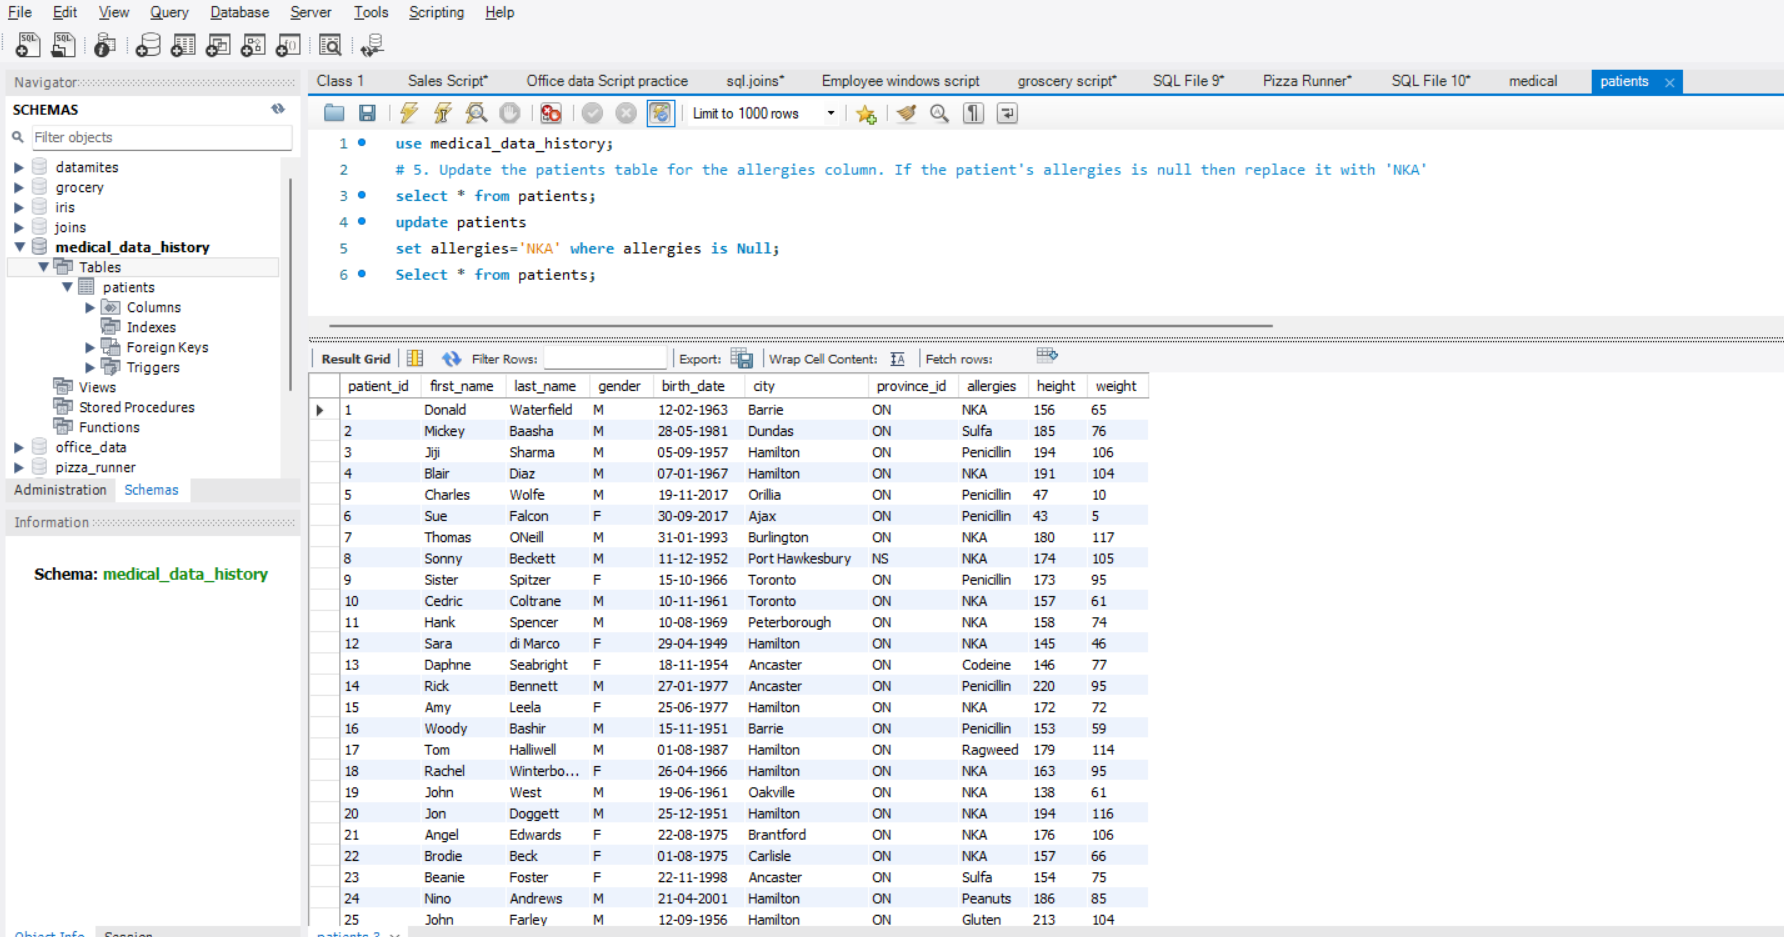 File Edit View Query Database Server Tools Scripting Help
Navigator
SCHEMAS
Filter objects
datamites
grocery
iris
joins
medical_data_history
Tables
patients
Columns
Indexes
Foreign Keys
Triggers
Views
Stored Procedures
Functions
office_data
pizza_runner
Administration Schemas
Information
Schema: medical_data_history
Object Info Session
Class 1 Sales Script* Office data Script practice sql.joins* Employee windows script groscery script* SQL File 9* Pizza Runner* SQL File 10* medical patients
Limit to 1000 rows
1 use medical_data_history;
2 # 5. Update the patients table for the allergies column. If the patient's allergies is null then replace it with 'NKA'
3 select * from patients;
4 update patients
5 set allergies='NKA' where allergies is Null;
6 Select * from patients;
Result Grid Filter Rows: Export: Wrap Cell Content: Fetch rows:
patient_id first_name last_name gender birth_date city province_id allergies height weight
1 Donald Waterfield M 12-02-1963 Barrie ON NKA 156 65
2 Mickey Baasha M 28-05-1981 Dundas ON Sulfa 185 76
3 Jiji Sharma M 05-09-1957 Hamilton ON Penicillin 194 106
4 Blair Diaz M 07-01-1967 Hamilton ON NKA 191 104
5 Charles Wolfe M 19-11-2017 Orillia ON Penicillin 47 10
6 Sue Falcon F 30-09-2017 Ajax ON Penicillin 43 5
7 Thomas ONeill M 31-01-1993 Burlington ON NKA 180 117
8 Sonny Beckett M 11-12-1952 Port Hawkesbury NS NKA 174 105
9 Sister Spitzer F 15-10-1966 Toronto ON Penicillin 173 95
10 Cedric Coltrane M 10-11-1961 Toronto ON NKA 157 61
11 Hank Spencer M 10-08-1969 Peterborough ON NKA 158 74
12 Sara di Marco F 29-04-1949 Hamilton ON NKA 145 46
13 Daphne Seabright F 18-11-1954 Ancaster ON Codeine 146 77
14 Rick Bennett M 27-01-1977 Ancaster ON Penicillin 220 95
15 Amy Leela F 25-06-1977 Hamilton ON NKA 172 72
16 Woody Bashir M 15-11-1951 Barrie ON Penicillin 153 59
17 Tom Halliwell M 01-08-1987 Hamilton ON Ragweed 179 114
18 Rachel Winterbo... F 26-04-1966 Hamilton ON NKA 163 95
19 John West M 19-06-1961 Oakville ON NKA 138 61
20 Jon Doggett M 25-12-1951 Hamilton ON NKA 194 116
21 Angel Edwards F 22-08-1975 Brantford ON NKA 176 106
22 Brodie Beck F 01-08-1975 Carlisle ON NKA 157 66
23 Beanie Foster F 22-11-1998 Ancaster ON Sulfa 154 75
24 Nino Andrews M 21-04-2001 Hamilton ON Peanuts 186 85
25 John Farley M 12-09-1956 Hamilton ON Gluten 213 104
patients 3